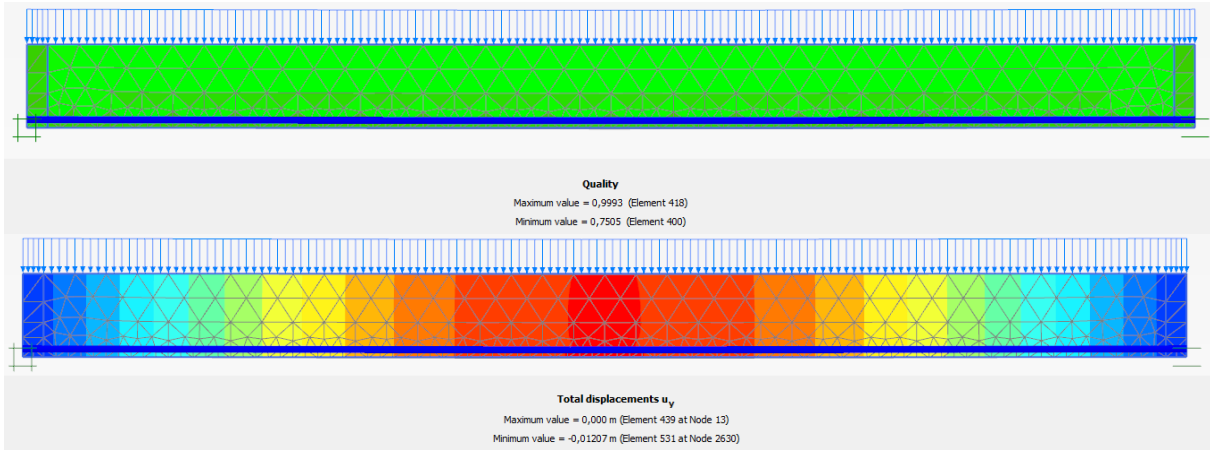 Quality
Maximum value = 0,9993 (Element 418)
Minimum value = 0,7505 (Element 400)
Total displacements uy
Maximum value = 0,000 m (Element 439 at Node 13)
Minimum value = -0,01207 m (Element 531 at Node 2630)